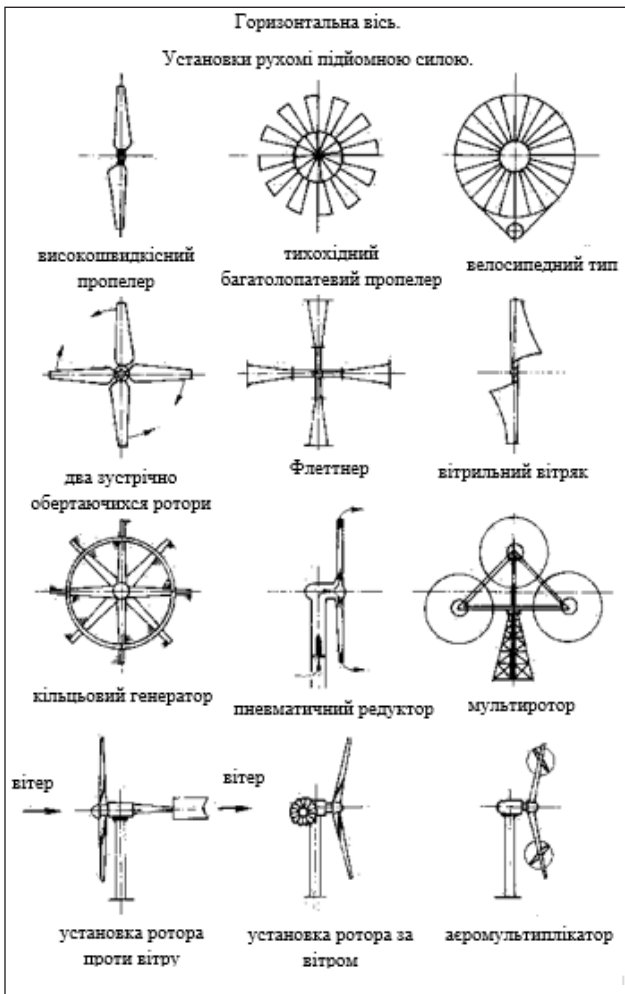 Горизонтальна вісь.
Установки рухомі підйомною силою.
високошвидкісний
пропелер
тихохідний
багатолопатевий пропелер
велосипедний тип
два зустрічно
обертаючихся ротори
Флеттнер
вітрильний вітряк
кільцьовий генератор
пневматичний редуктор
мультиротор
вітер
вітер
установка ротора
проти вітру
установка ротора за
вітром
аєромультиплікатор